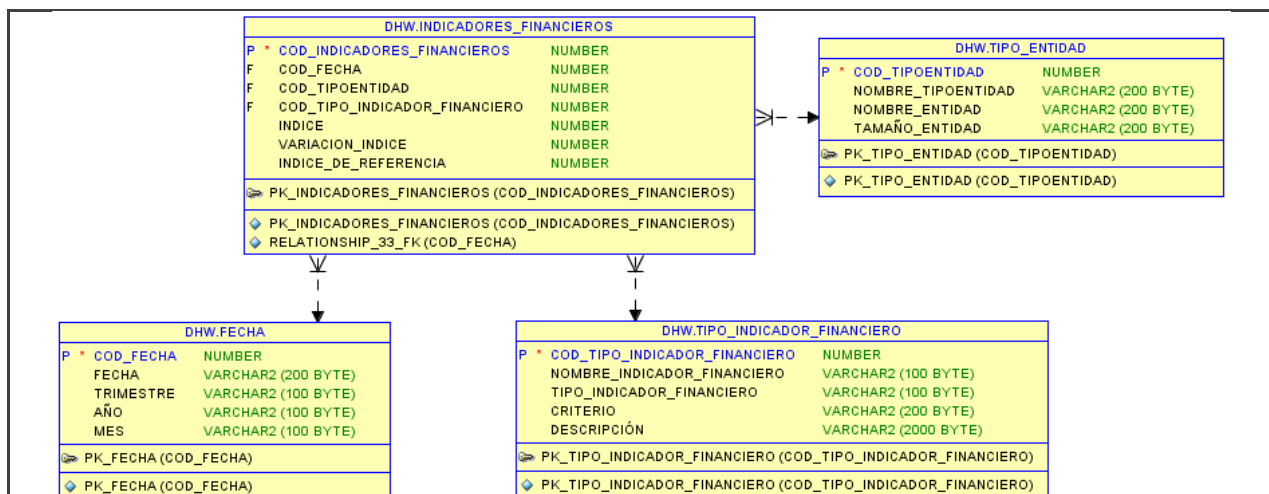 DHW.INDICADORES_FINANCIEROS
P * COD_INDICADORES_FINANCIEROS NUMBER
F COD_FECHA NUMBER
F COD_TIPOENTIDAD NUMBER
F COD_TIPO_INDICADOR_FINANCIERO NUMBER
INDICE NUMBER
VARIACION_INDICE NUMBER
INDICE_DE_REFERENCIA NUMBER
PK_INDICADORES_FINANCIEROS (COD_INDICADORES_FINANCIEROS)
PK_INDICADORES_FINANCIEROS (COD_INDICADORES_FINANCIEROS)
RELATIONSHIP_33_FK (COD_FECHA)
DHW.TIPO_ENTIDAD
P * COD_TIPOENTIDAD NUMBER
NOMBRE_TIPOENTIDAD VARCHAR2 (200 BYTE)
NOMBRE_ENTIDAD VARCHAR2 (200 BYTE)
TAMAÑO_ENTIDAD VARCHAR2 (200 BYTE)
PK_TIPO_ENTIDAD (COD_TIPOENTIDAD)
PK_TIPO_ENTIDAD (COD_TIPOENTIDAD)
DHW.FECHA
P * COD_FECHA NUMBER
FECHA VARCHAR2 (200 BYTE)
TRIMESTRE VARCHAR2 (100 BYTE)
AÑO VARCHAR2 (100 BYTE)
MES VARCHAR2 (100 BYTE)
PK_FECHA (COD_FECHA)
PK_FECHA (COD_FECHA)
DHW.TIPO_INDICADOR_FINANCIERO
P * COD_TIPO_INDICADOR_FINANCIERO NUMBER
NOMBRE_INDICADOR_FINANCIERO VARCHAR2 (100 BYTE)
TIPO_INDICADOR_FINANCIERO VARCHAR2 (100 BYTE)
CRITERIO VARCHAR2 (200 BYTE)
DESCRIPCIÓN VARCHAR2 (2000 BYTE)
PK_TIPO_INDICADOR_FINANCIERO (COD_TIPO_INDICADOR_FINANCIERO)
PK_TIPO_INDICADOR_FINANCIERO (COD_TIPO_INDICADOR_FINANCIERO)